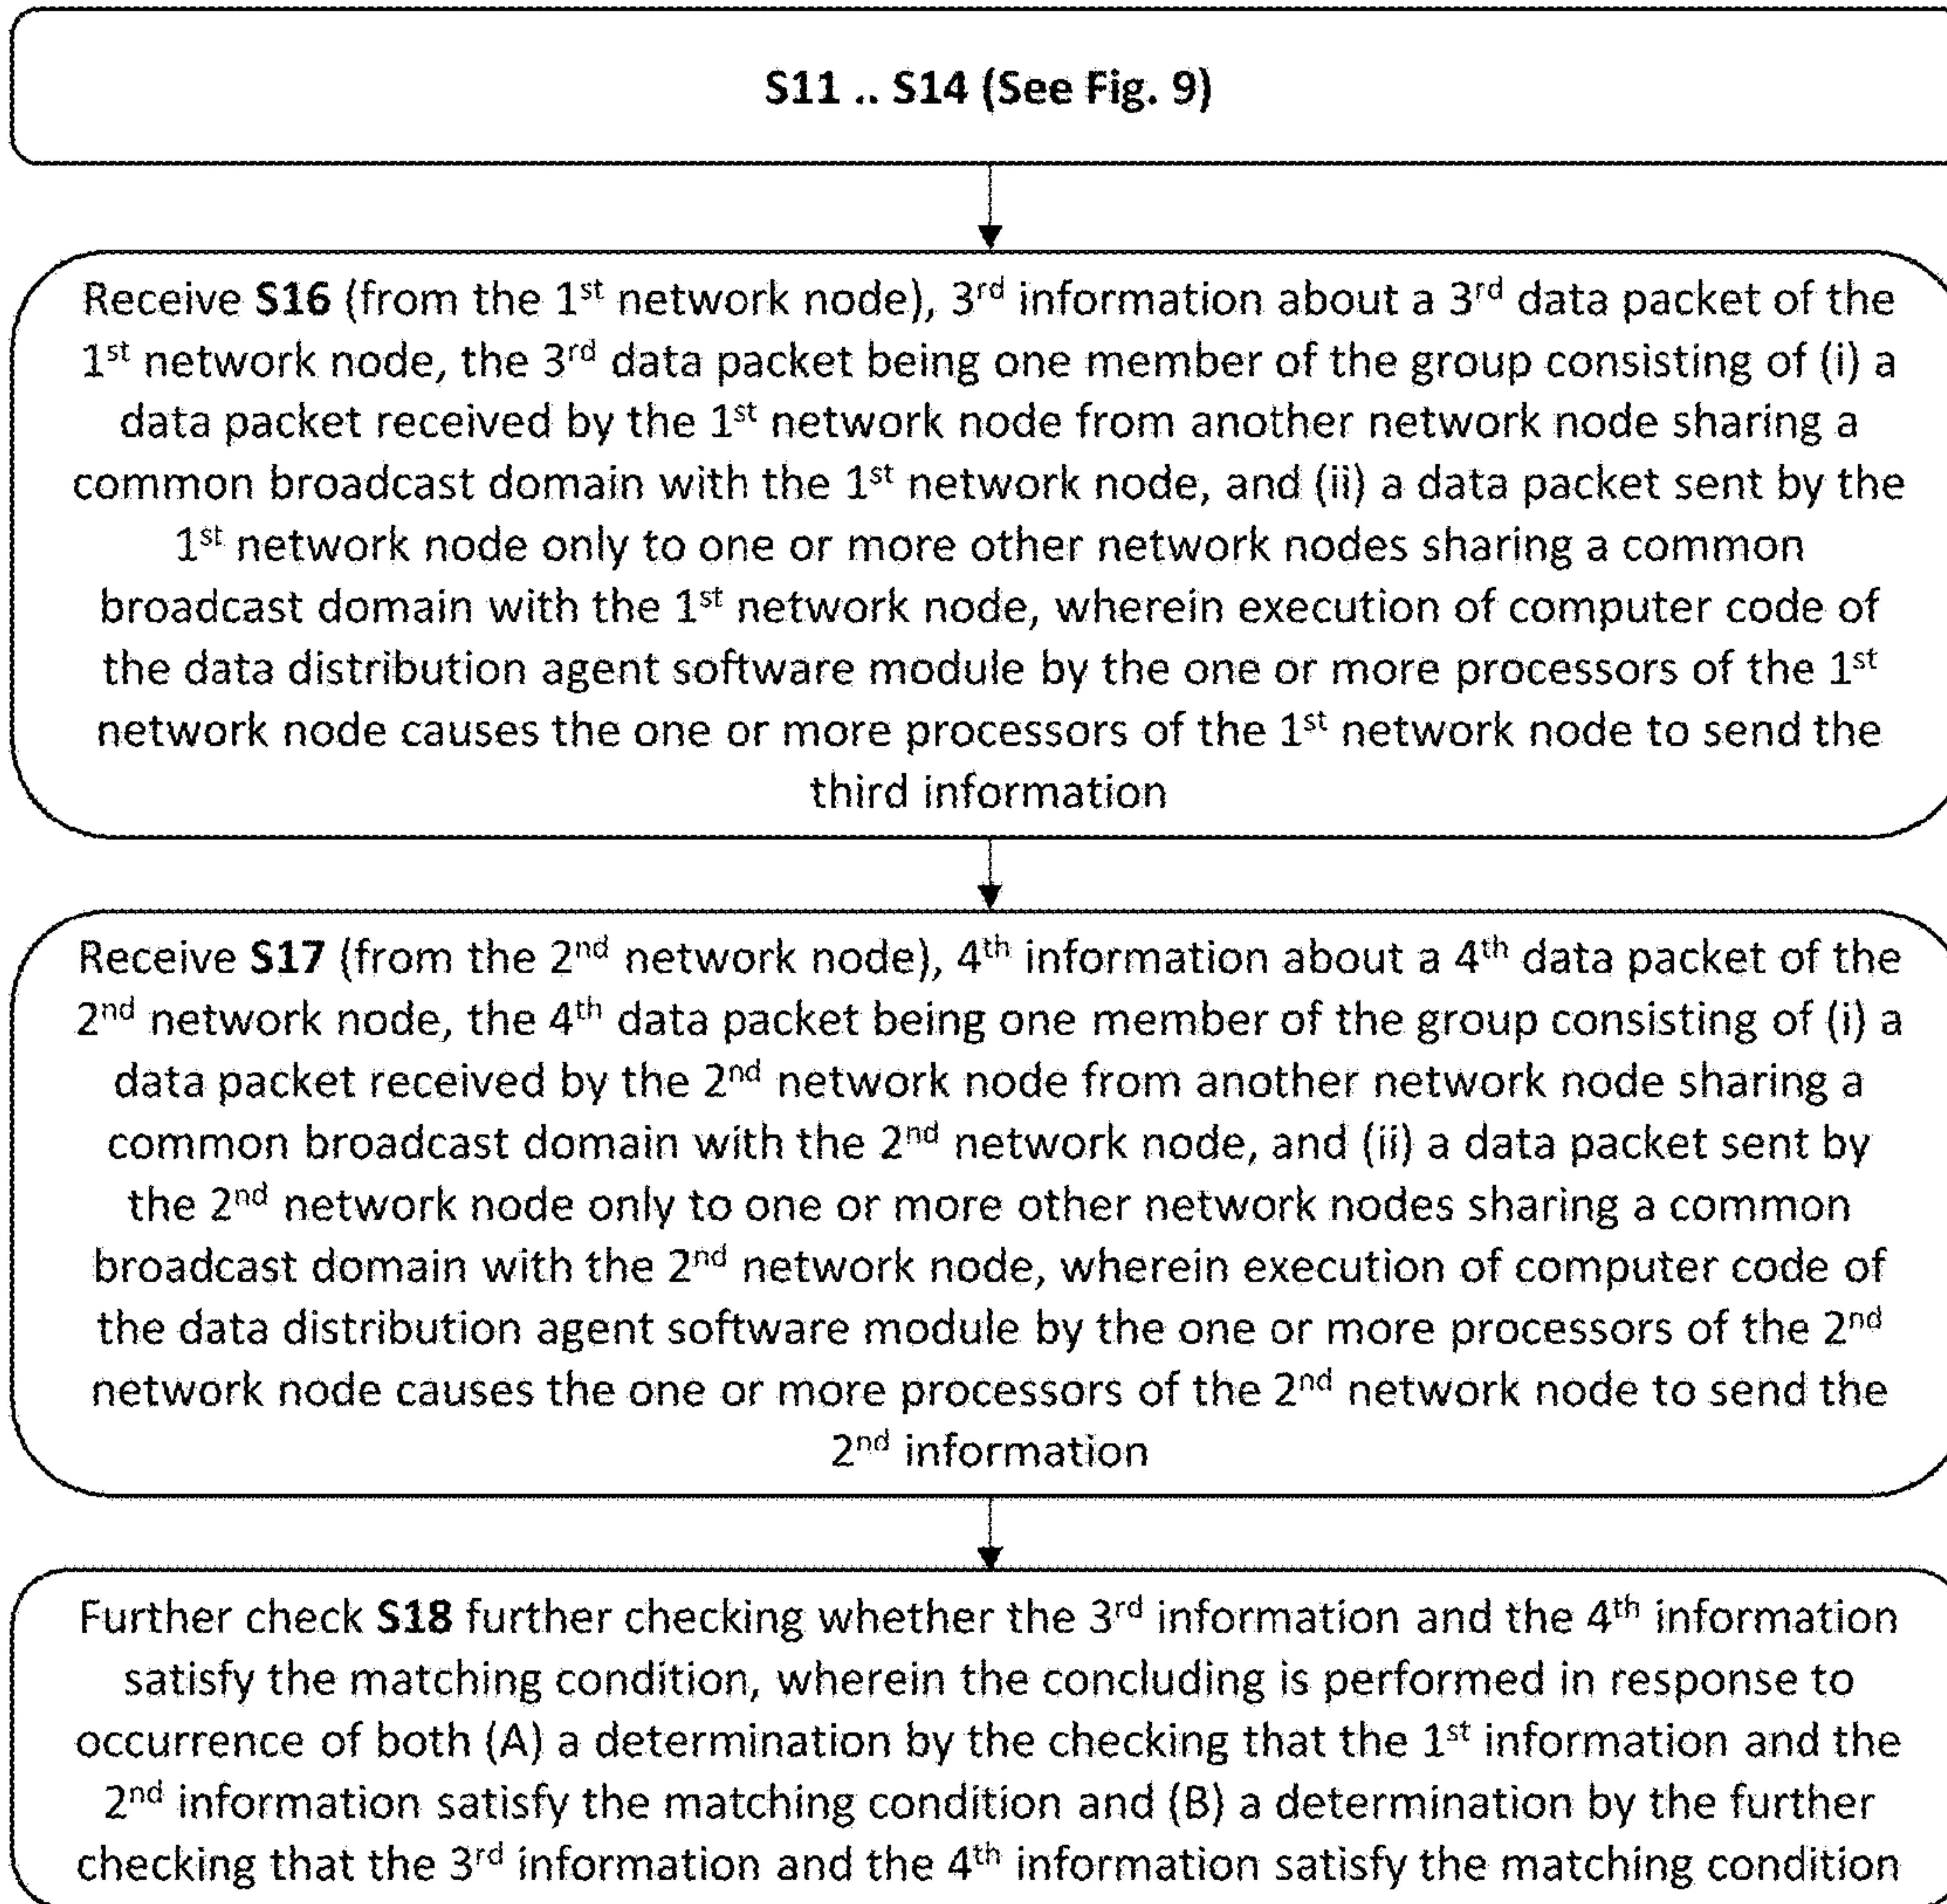 S11 .. S14 (See Fig. 9)
Receive S16 (from the 1st network node), 3rd information about a 3rd data packet of the
1st network node, the 3rd data packet being one member of the group consisting of (i) a
data packet received by the 1st network node from another network node sharing a
common broadcast domain with the 1st network node, and (ii) a data packet sent by the
1st network node only to one or more other network nodes sharing a common
broadcast domain with the 1st network node, wherein execution of computer code of
the data distribution agent software module by the one or more processors of the 1st
network node causes the one or more processors of the 1st network node to send the
third information
Receive S17 (from the 2nd network node), 4th information about a 4th data packet of the
2nd network node, the 4th data packet being one member of the group consisting of (i) a
data packet received by the 2nd network node from another network node sharing a
common broadcast domain with the 2nd network node, and (ii) a data packet sent by
the 2nd network node only to one or more other network nodes sharing a common
broadcast domain with the 2nd network node, wherein execution of computer code of
the data distribution agent software module by the one or more processors of the 2nd
network node causes the one or more processors of the 2nd network node to send the
2nd information
Further check S18 further checking whether the 3rd information and the 4th information
satisfy the matching condition, wherein the concluding is performed in response to
occurrence of both (A) a determination by the checking that the 1st information and the
2nd information satisfy the matching condition and (B) a determination by the further
checking that the 3rd information and the 4th information satisfy the matching condition